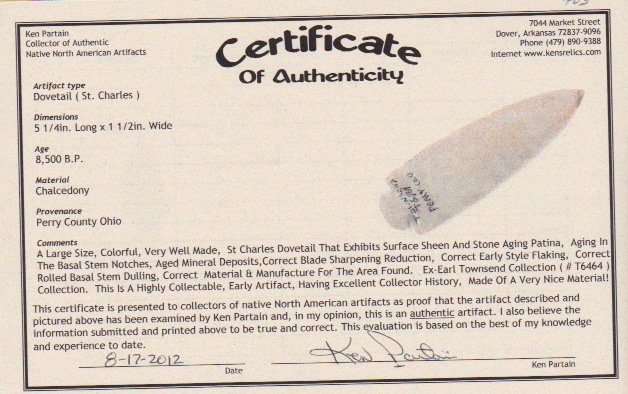 Ken Partain
Collector of Authentic
Native North American Artifacts
Certificate
Of Authenticity
7044 Market Street
Dover, Arkansas 72837-9096
Phone (479) 890-9388
Internet www.kensrelics.com
Artifact type
Dovetail ( St. Charles )
Dimensions
5 1/4in. Long x 1 1/2in. Wide
Age
8,500 B.P.
Material
Chalcedony
Provenance
Perry County Ohio
Comments
A Large Size, Colorful, Very Well Made, St Charles Dovetail That Exhibits Surface Sheen And Stone Aging Patina, Aging In
The Basal Stem Notches, Aged Mineral Deposits,Correct Blade Sharpening Reduction, Correct Early Style Flaking, Correct
Rolled Basal Stem Dulling, Correct Material & Manufacture For The Area Found. Ex-Earl Townsend Collection ( # T6464 )
Collection. This Is A Highly Collectable, Early Artifact, Having Excellent Collector History, Made Of A Very Nice Material!
This certificate is presented to collectors of native North American artifacts as proof that the artifact described and
pictured above has been examined by Ken Partain and, in my opinion, this is an authentic artifact. I also believe the
information submitted and printed above to be true and correct. This evaluation is based on the best of my knowledge
and experience to date.
8-17-2012 Ken Partain
Date Ken Partain